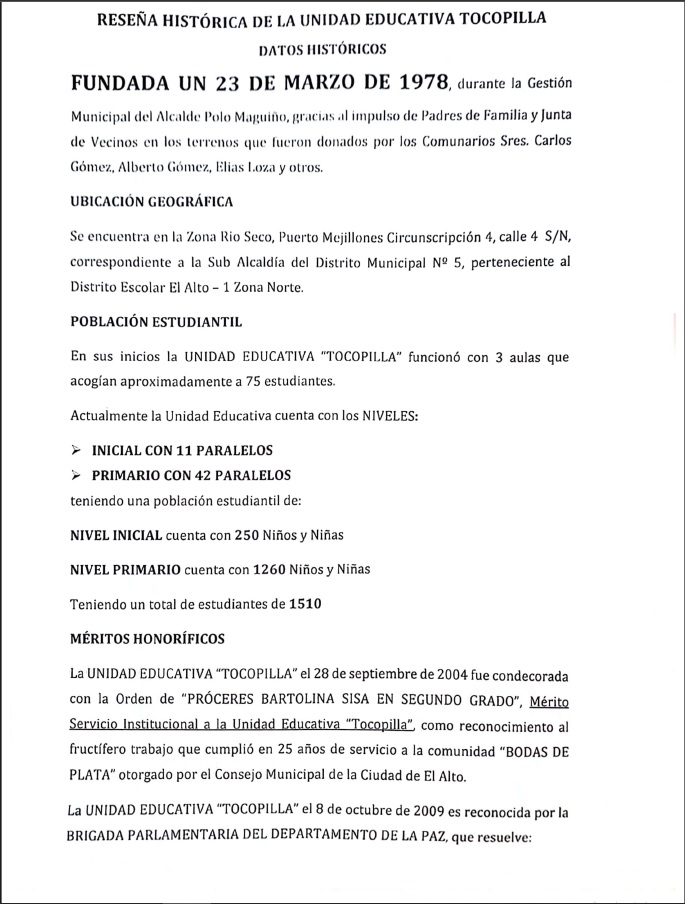 RESEÑA HISTÓRICA DE LA UNIDAD EDUCATIVA TOCOPILLA
DATOS HISTÓRICOS
FUNDADA UN 23 DE MARZO DE 1978, durante la Gestión
Municipal del Alcalde Polo Maguiño, gracias al impulso de Padres de Familia y Junta
de Vecinos en los terrenos que fueron donados por los Comunarios Sres. Carlos
Gómez, Alberto Gómez, Elias Loza y otros.
UBICACIÓN GEOGRÁFICA
Se encuentra en la Zona Rio Seco, Puerto Mejillones Circunscripción 4, calle 4 S/N,
correspondiente a la Sub Alcaldía del Distrito Municipal Nº 5, perteneciente al
Distrito Escolar El Alto – 1 Zona Norte.
POBLACIÓN ESTUDIANTIL
En sus inicios la UNIDAD EDUCATIVA "TOCOPILLA" funcionó con 3 aulas que
acogían aproximadamente a 75 estudiantes.
Actualmente la Unidad Educativa cuenta con los NIVELES:
➢ INICIAL CON 11 PARALELOS
➢ PRIMARIO CON 42 PARALELOS
teniendo una población estudiantil de:
NIVEL INICIAL cuenta con 250 Niños y Niñas
NIVEL PRIMARIO cuenta con 1260 Niños y Niñas
Teniendo un total de estudiantes de 1510
MÉRITOS HONORÍFICOS
La UNIDAD EDUCATIVA "TOCOPILLA" el 28 de septiembre de 2004 fue condecorada
con la Orden de "PRÓCERES BARTOLINA SISA EN SEGUNDO GRADO", Mérito
Servicio Institucional a la Unidad Educativa "Tocopilla", como reconocimiento al
fructífero trabajo que cumplió en 25 años de servicio a la comunidad "BODAS DE
PLATA" otorgado por el Consejo Municipal de la Ciudad de El Alto.
La UNIDAD EDUCATIVA "TOCOPILLA" el 8 de octubre de 2009 es reconocida por la
BRIGADA PARLAMENTARIA DEL DEPARTAMENTO DE LA PAZ, que resuelve: